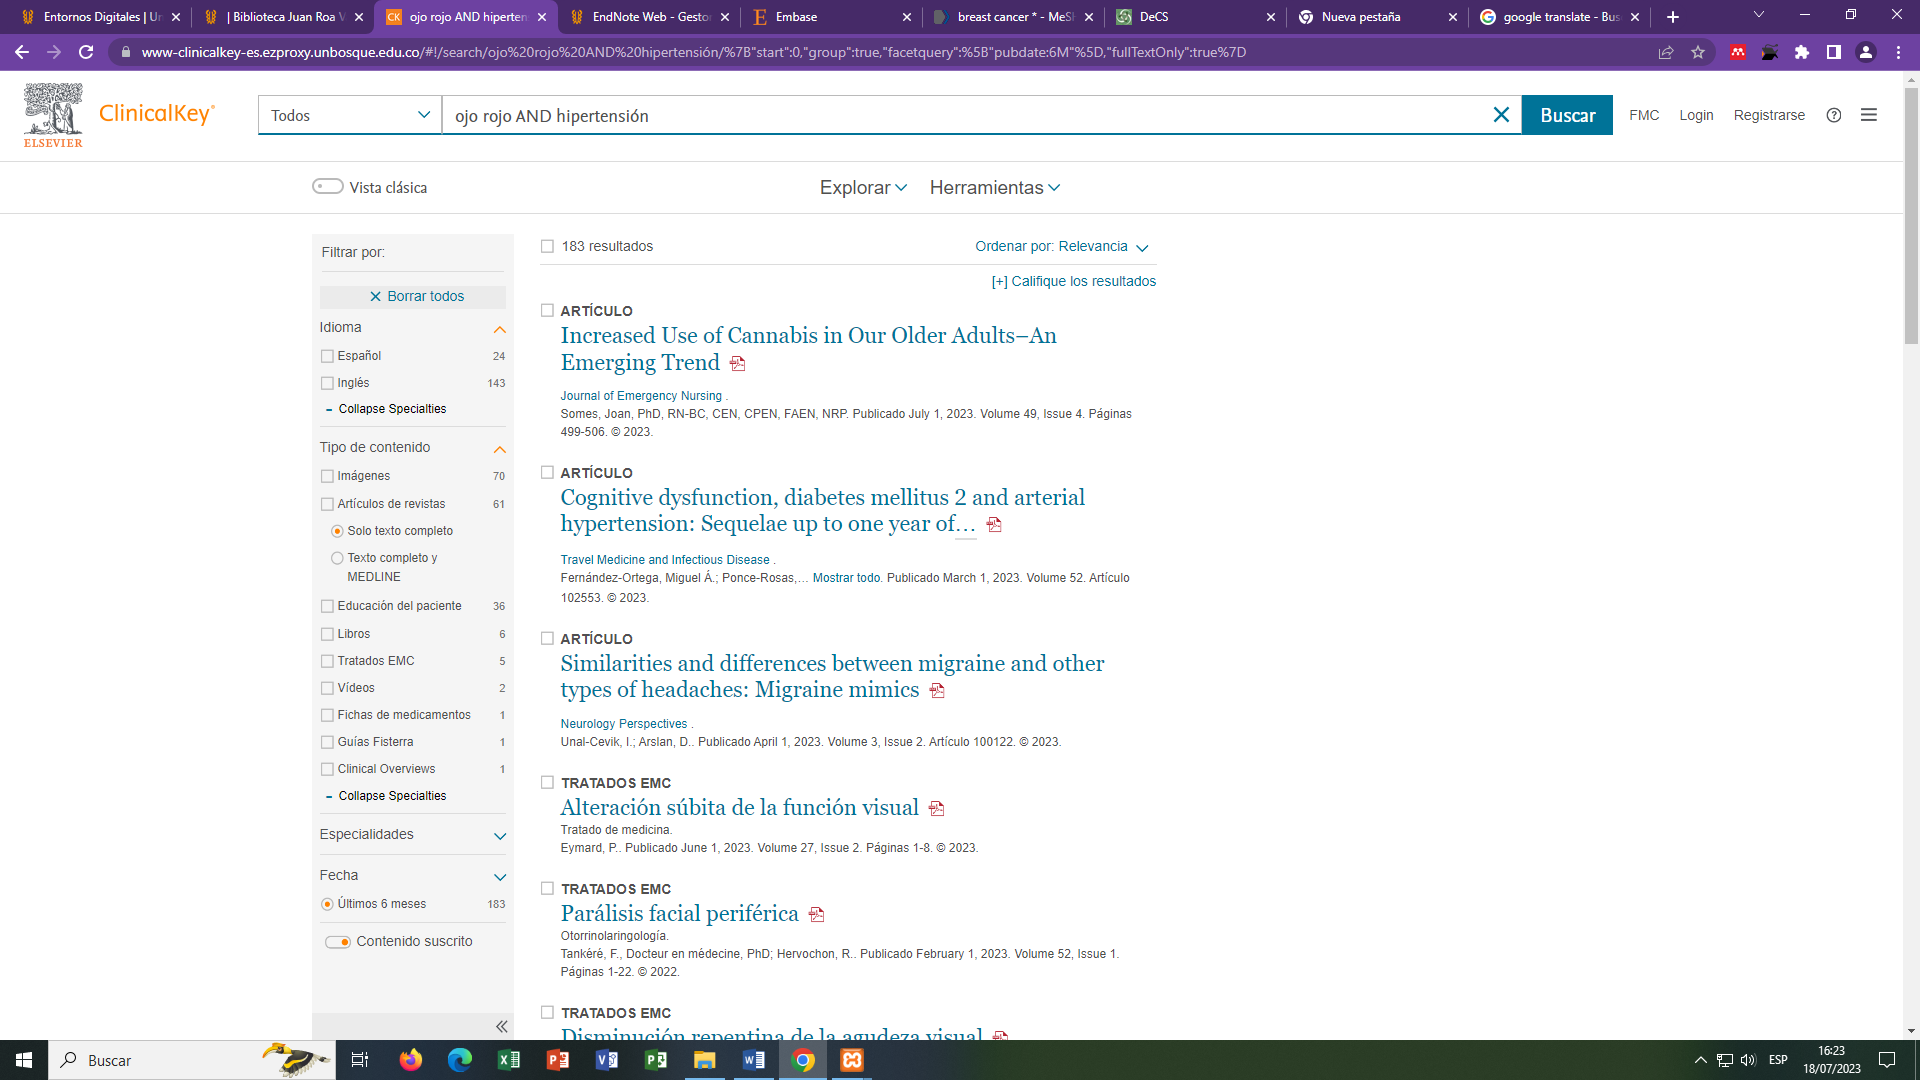 Entornos Digitales | Un
| Biblioteca Juan Roa V
CK
ojo rojo AND hiperten
EndNote Web - Gesto
Embase
breast cancer * - MeSH
DeCS
Nueva pestaña
google translate - Bus
www-clinicalkey-es.ezproxy.unbosque.edu.co/#!/search/ojo%20rojo%20AND%20hipertensión/%7B"start":0,"group":true,"facetquery":%5B"pubdate:6M"%5D,"fullTextOnly":true%7D
ELSEVIER
ClinicalKey®
Todos
ojo rojo AND hipertensión
Buscar
FMC
Login
Registrarse
Vista clásica
Explorar
Herramientas
Filtrar por:
Borrar todos
Idioma
Español 24
Inglés 143
– Collapse Specialties
Tipo de contenido
Imágenes 70
Artículos de revistas 61
Solo texto completo
Texto completo y
MEDLINE
Educación del paciente 36
Libros 6
Tratados EMC 5
Vídeos 2
Fichas de medicamentos 1
Guías Fisterra 1
Clinical Overviews 1
– Collapse Specialties
Especialidades
Fecha
Últimos 6 meses 183
Contenido suscrito
183 resultados
Ordenar por: Relevancia
[+] Califique los resultados
ARTÍCULO
Increased Use of Cannabis in Our Older Adults–An
Emerging Trend
Journal of Emergency Nursing .
Somes, Joan, PhD, RN-BC, CEN, CPEN, FAEN, NRP. Publicado July 1, 2023. Volume 49, Issue 4. Páginas
499-506. © 2023.
ARTÍCULO
Cognitive dysfunction, diabetes mellitus 2 and arterial
hypertension: Sequelae up to one year of…
Travel Medicine and Infectious Disease .
Fernández-Ortega, Miguel Á.; Ponce-Rosas,… Mostrar todo. Publicado March 1, 2023. Volume 52. Artículo
102553. © 2023.
ARTÍCULO
Similarities and differences between migraine and other
types of headaches: Migraine mimics
Neurology Perspectives .
Unal-Cevik, I.; Arslan, D.. Publicado April 1, 2023. Volume 3, Issue 2. Artículo 100122. © 2023.
TRATADOS EMC
Alteración súbita de la función visual
Tratado de medicina.
Eymard, P.. Publicado June 1, 2023. Volume 27, Issue 2. Páginas 1-8. © 2023.
TRATADOS EMC
Parálisis facial periférica
Otorrinolaringología.
Tankéré, F., Docteur en médecine, PhD; Hervochon, R.. Publicado February 1, 2023. Volume 52, Issue 1.
Páginas 1-22. © 2022.
TRATADOS EMC
Disminución repentina de la agudeza visual
Buscar
ESP
16:23
18/07/2023